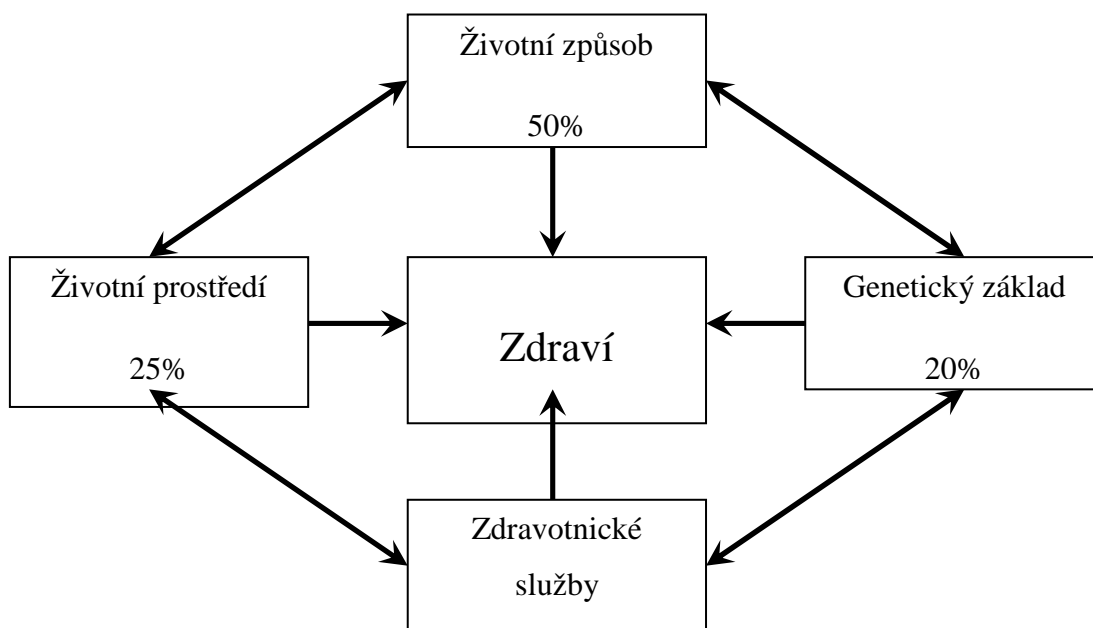 Životní způsob
50%
Životní prostředí
25%
Zdraví
Genetický základ
20%
Zdravotnické
služby